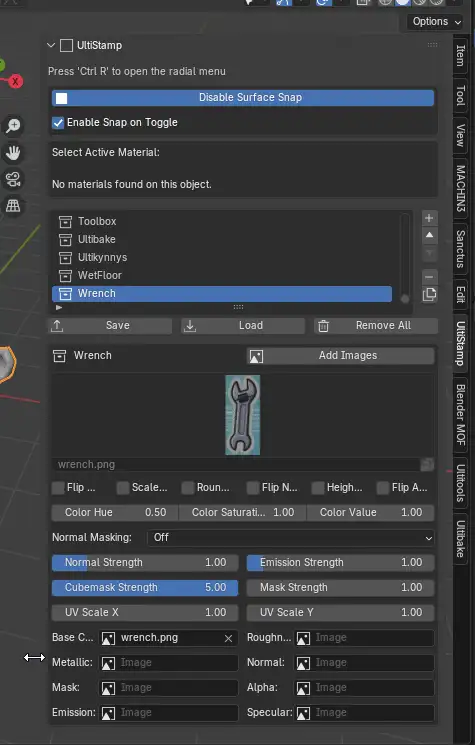 Options
UltiStamp
Press 'Ctrl R' to open the radial menu
Disable Surface Snap
Enable Snap on Toggle
Select Active Material:
No materials found on this object.
Toolbox
Ultibake
Ultikynnys
WetFloor
Wrench
Save Load Remove All
Wrench Add Images
wrench.png
Flip ... Scale... Roun... Flip N... Heigh... Flip A...
Color Hue 0.50 Color Saturati... 1.00 Color Value 1.00
Normal Masking: Off
Normal Strength 1.00 Emission Strength 1.00
Cubemask Strength 5.00 Mask Strength 1.00
UV Scale X 1.00 UV Scale Y 1.00
Base C... wrench.png Roughn... Image
Metallic: Image Normal: Image
Mask: Image Alpha: Image
Emission: Image Specular: Image
X
Item
Tool
View
MACHIN3
Sanctus
Edit
UltiStamp
Blender MOF
Ultitools
Ultibake